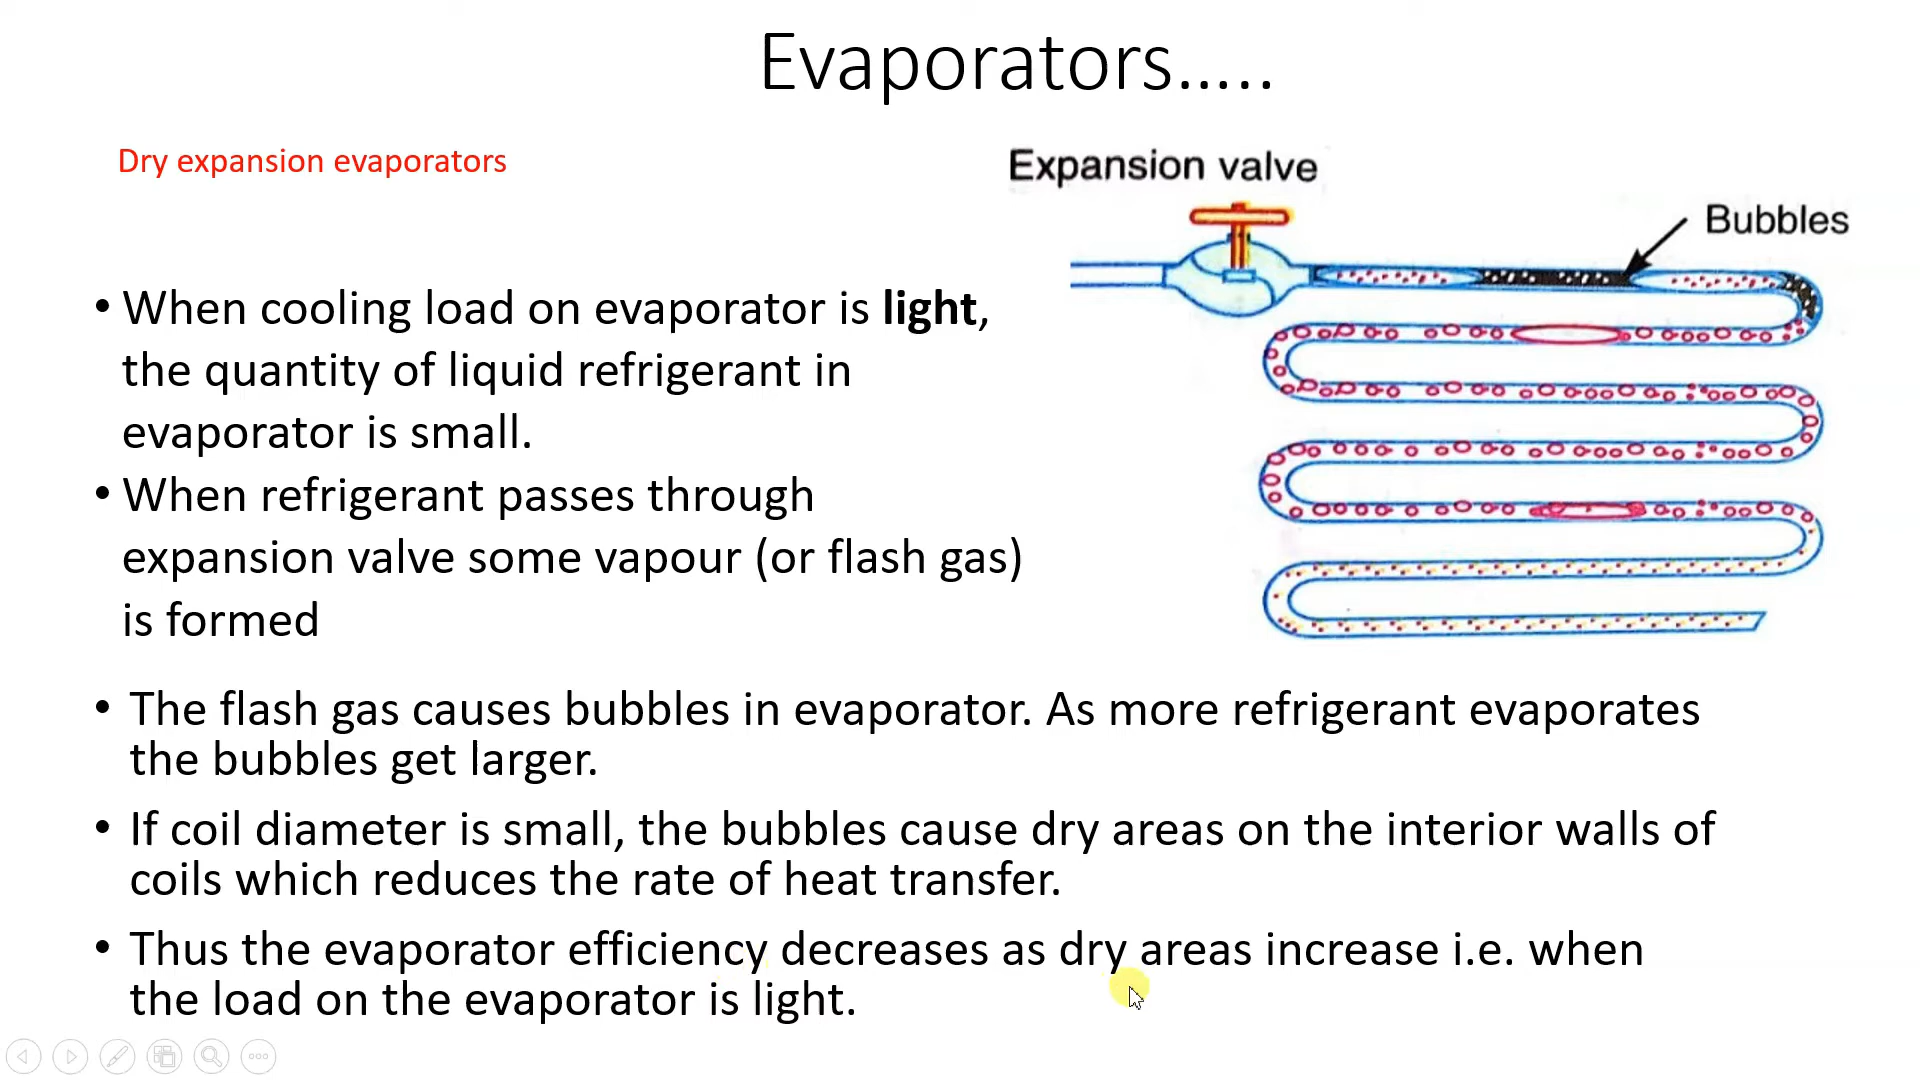 Evaporators…..
Dry expansion evaporators
Expansion valve
Bubbles
• When cooling load on evaporator is light,
the quantity of liquid refrigerant in
evaporator is small.
• When refrigerant passes through
expansion valve some vapour (or flash gas)
is formed
• The flash gas causes bubbles in evaporator. As more refrigerant evaporates
the bubbles get larger.
• If coil diameter is small, the bubbles cause dry areas on the interior walls of
coils which reduces the rate of heat transfer.
• Thus the evaporator efficiency decreases as dry areas increase i.e. when
the load on the evaporator is light.